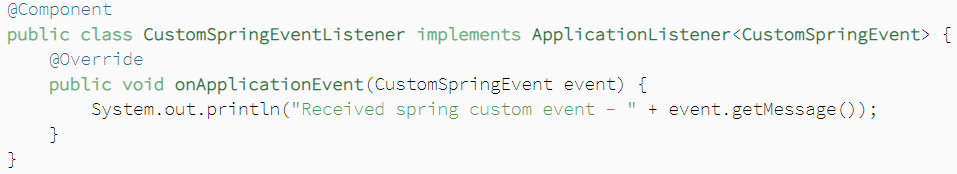 @Component
public class CustomSpringEventListener implements ApplicationListener<CustomSpringEvent> {
    @Override
    public void onApplicationEvent(CustomSpringEvent event) {
        System.out.println("Received spring custom event - " + event.getMessage());
    }
}